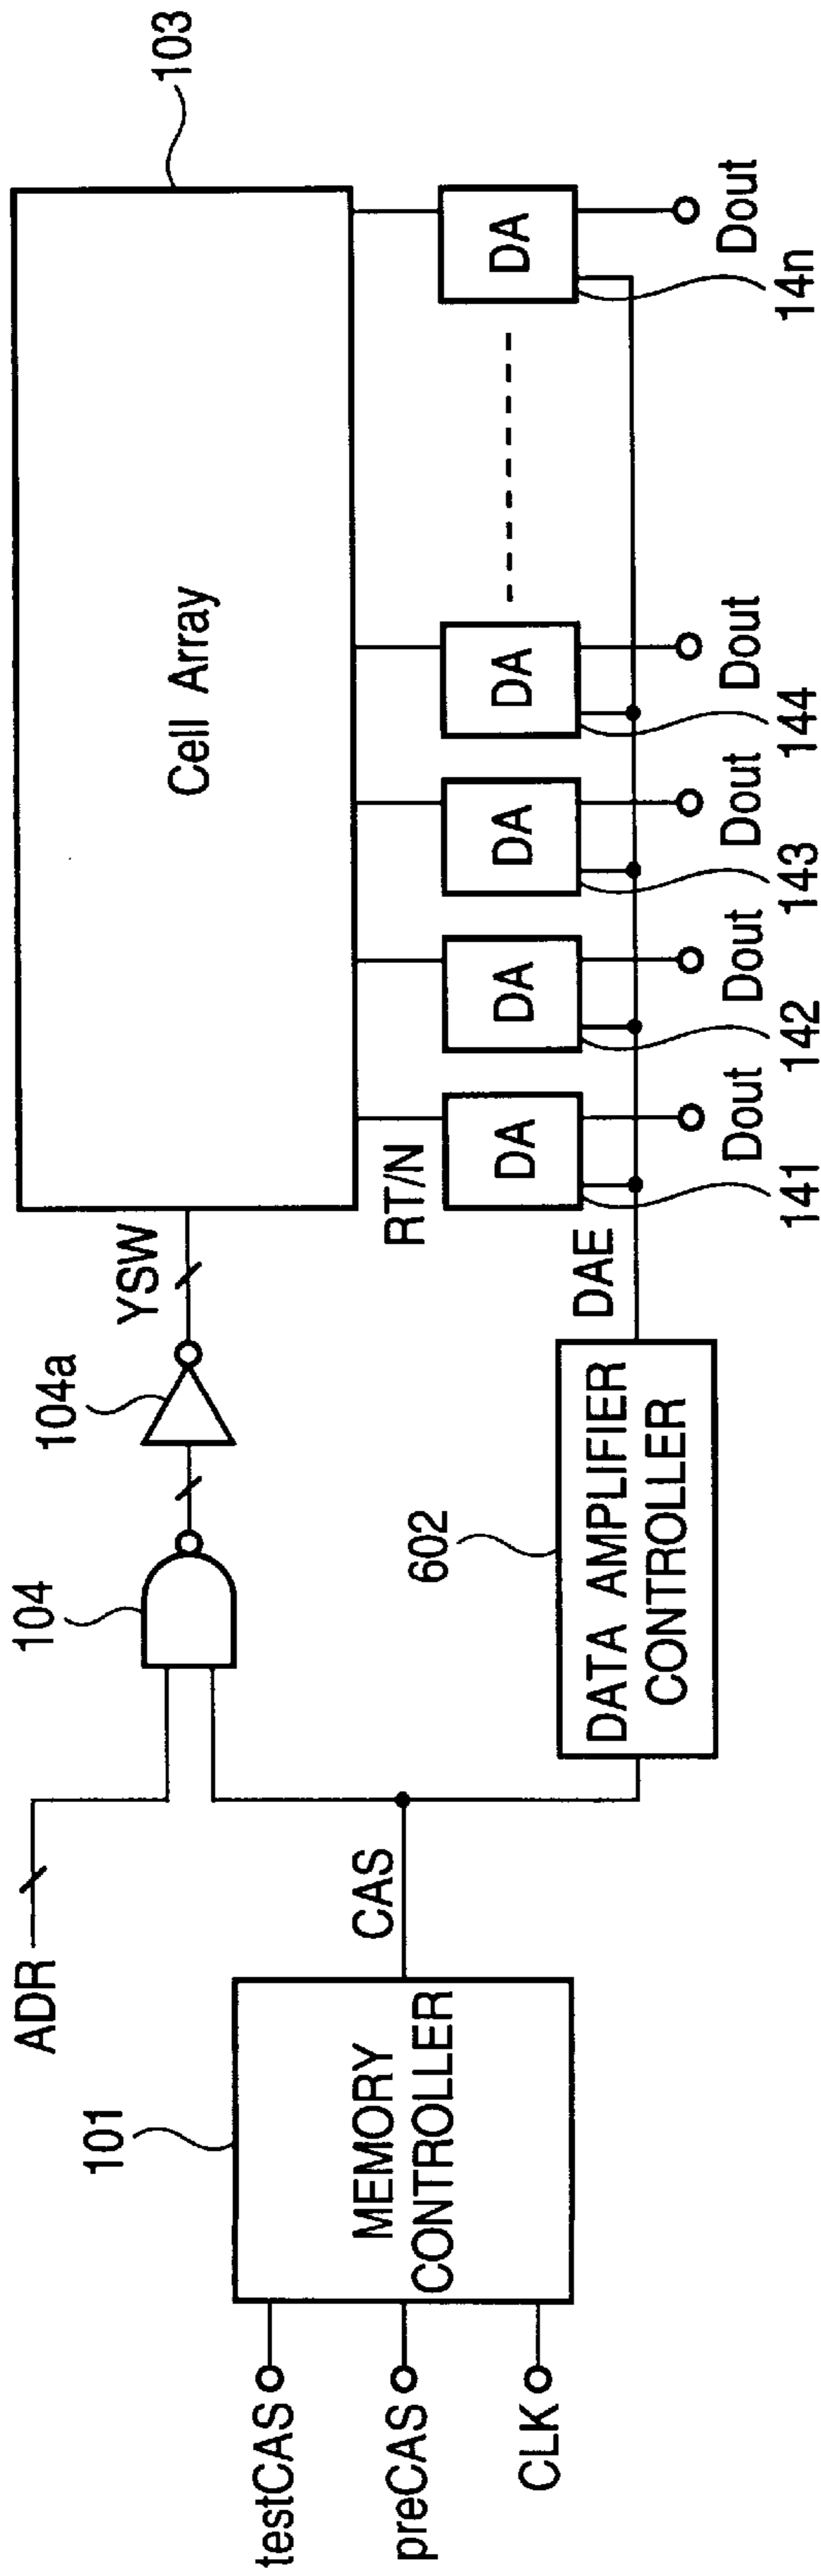 testCAS
preCAS
CLK
101
MEMORY
CONTROLLER
CAS
ADR
104
104a
YSW
103
Cell Array
602
DATA AMPLIFIER
CONTROLLER
DAE
RT/N
DA
DA
DA
DA
DA
Dout
Dout
Dout
Dout
Dout
141
142
143
144
14n